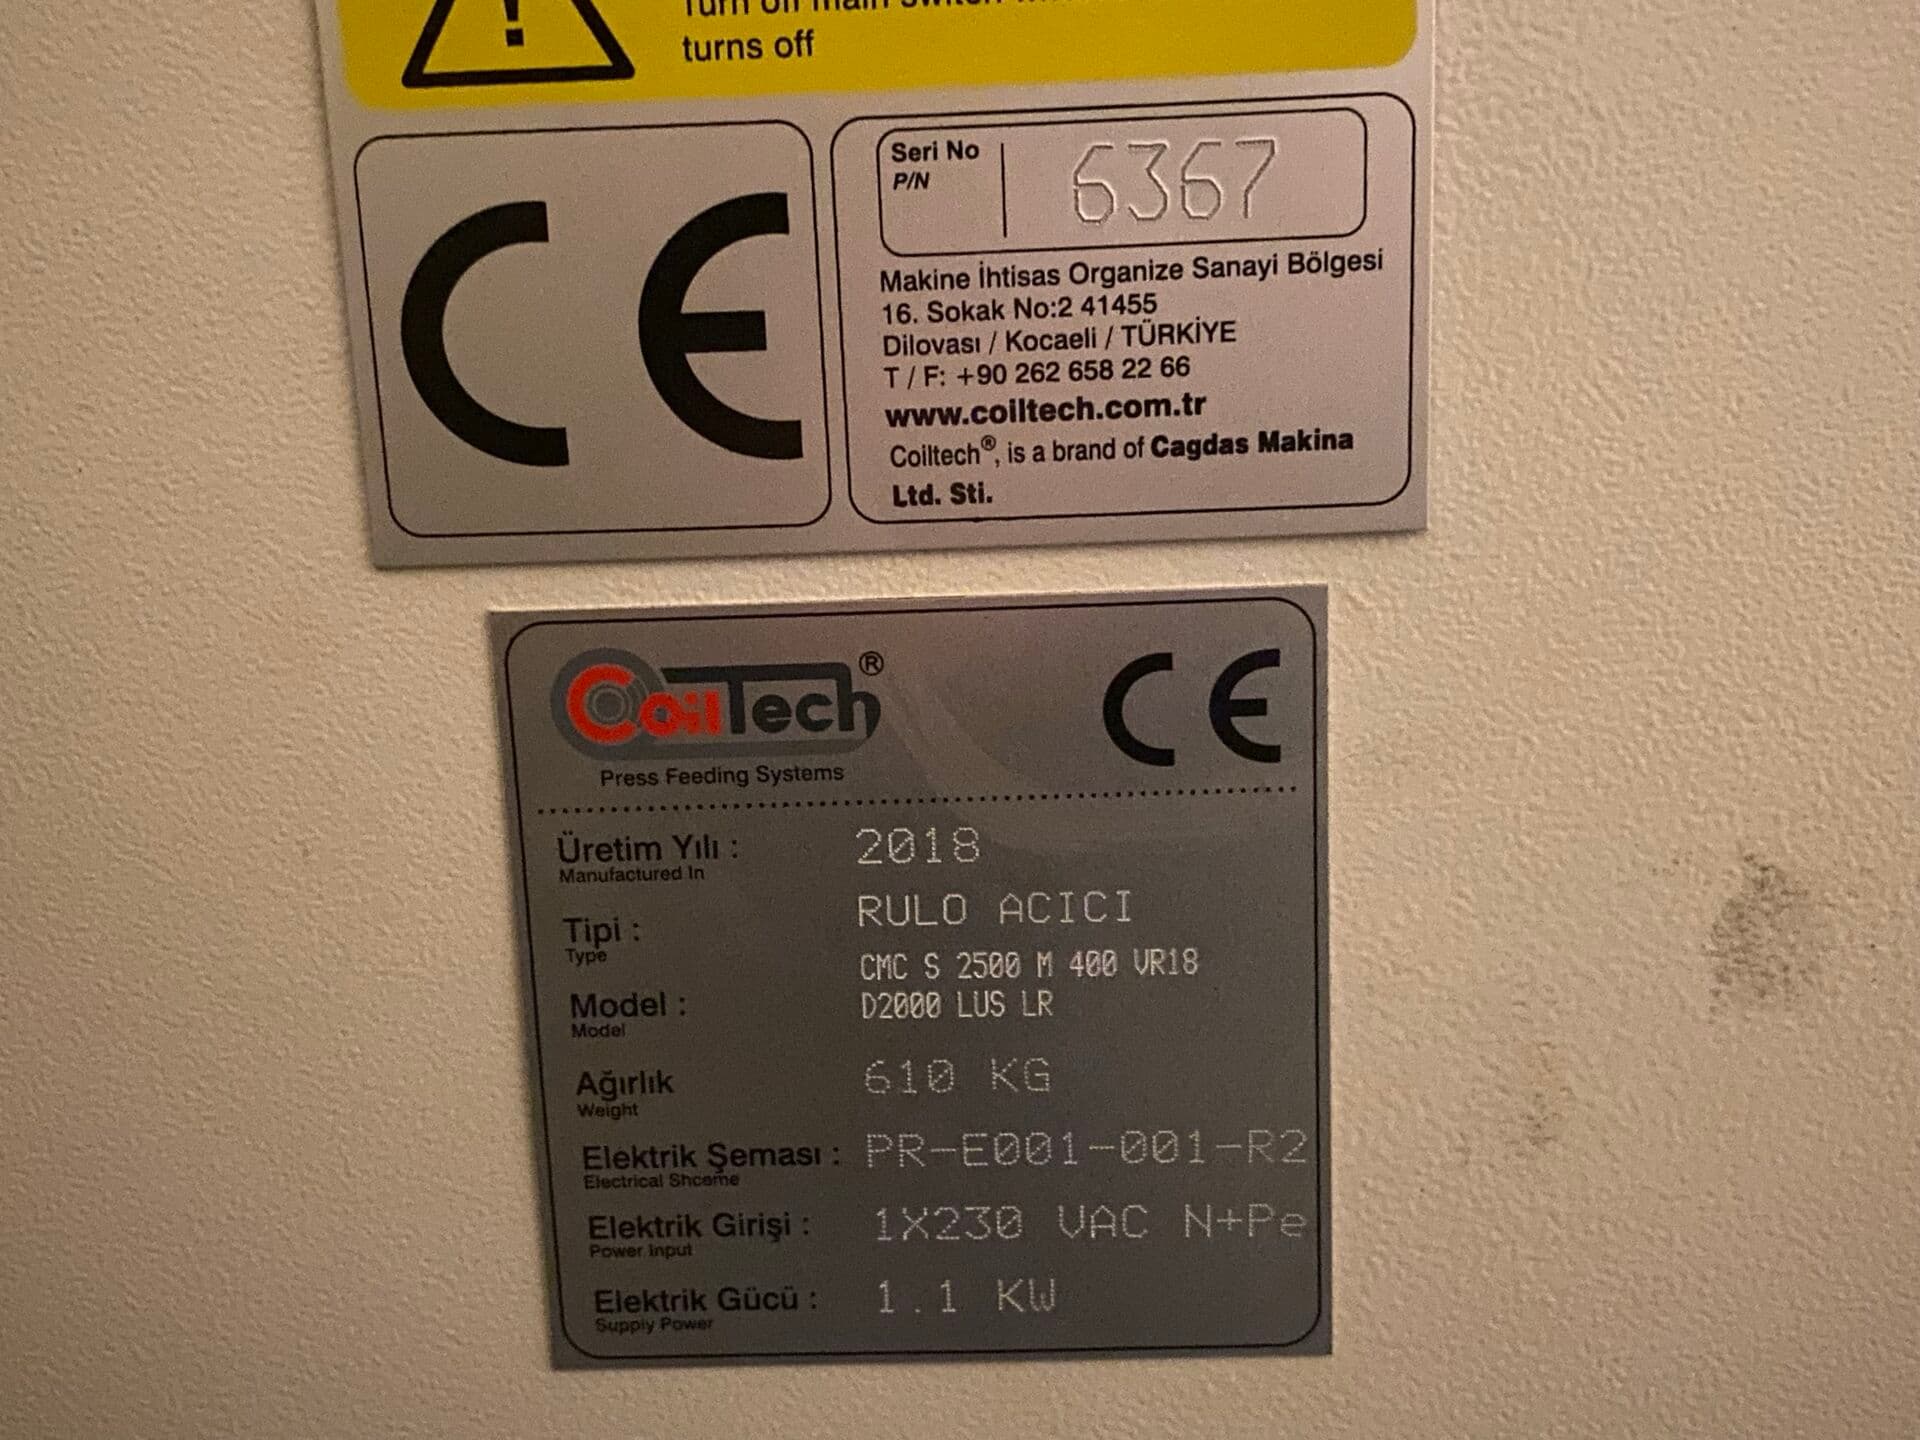 turns off
CE
Seri No
P/N
6367
Makine İhtisas Organize Sanayi Bölgesi
16. Sokak No:2 41455
Dilovası / Kocaeli / TÜRKİYE
T / F: +90 262 658 22 66
www.coiltech.com.tr
Coiltech®, is a brand of Cagdas Makina
Ltd. Sti.
CoilTech®
CE
Press Feeding Systems
Üretim Yılı : 2018
Manufactured In
Tipi : RULO ACICI
Type
CMC S 2500 M 400 VR18
Model : D2000 LUS LR
Model
Ağırlık 610 KG
Weight
Elektrik Şeması : PR-E001-001-R2
Electrical Shceme
Elektrik Girişi : 1X230 VAC N+Pe
Power Input
Elektrik Gücü : 1.1 KW
Supply Power